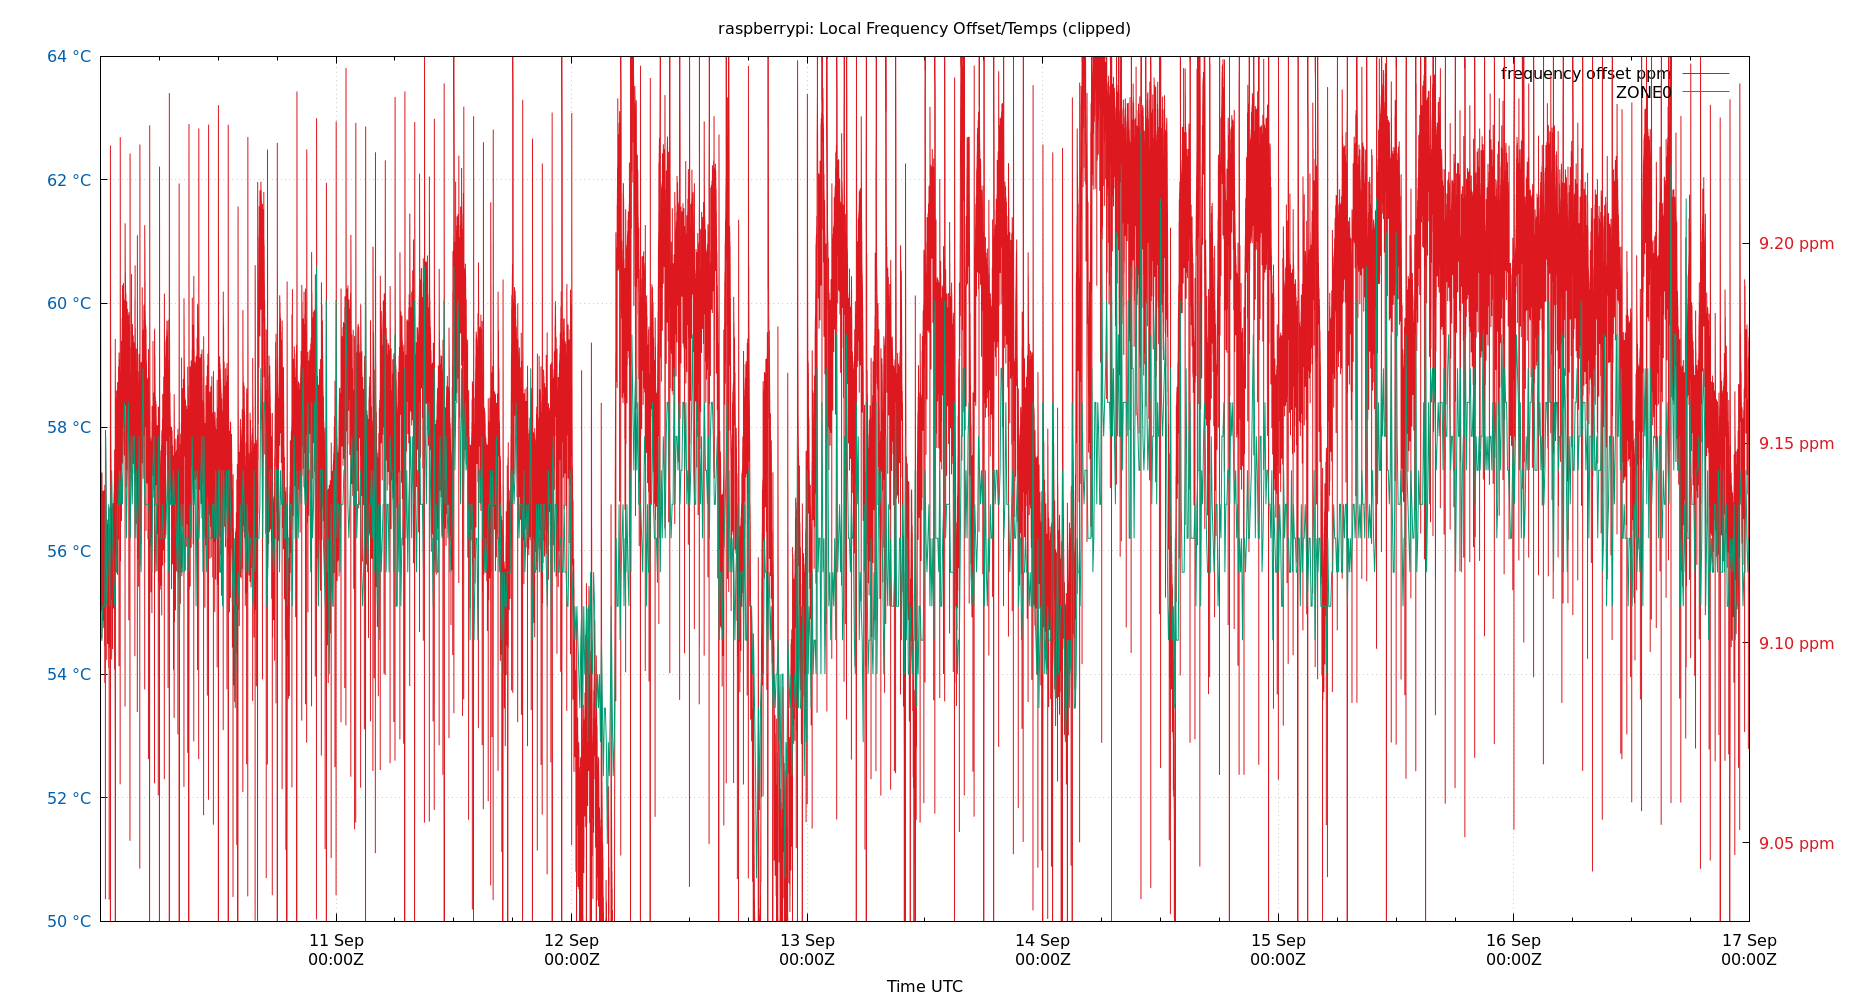 raspberrypi: Local Frequency Offset/Temps (clipped)
64 °C
62 °C
60 °C
58 °C
56 °C
54 °C
52 °C
50 °C
frequency offset ppm
ZONE0
9.20 ppm
9.15 ppm
9.10 ppm
9.05 ppm
11 Sep
00:00Z
12 Sep
00:00Z
13 Sep
00:00Z
14 Sep
00:00Z
15 Sep
00:00Z
16 Sep
00:00Z
17 Sep
00:00Z
Time UTC